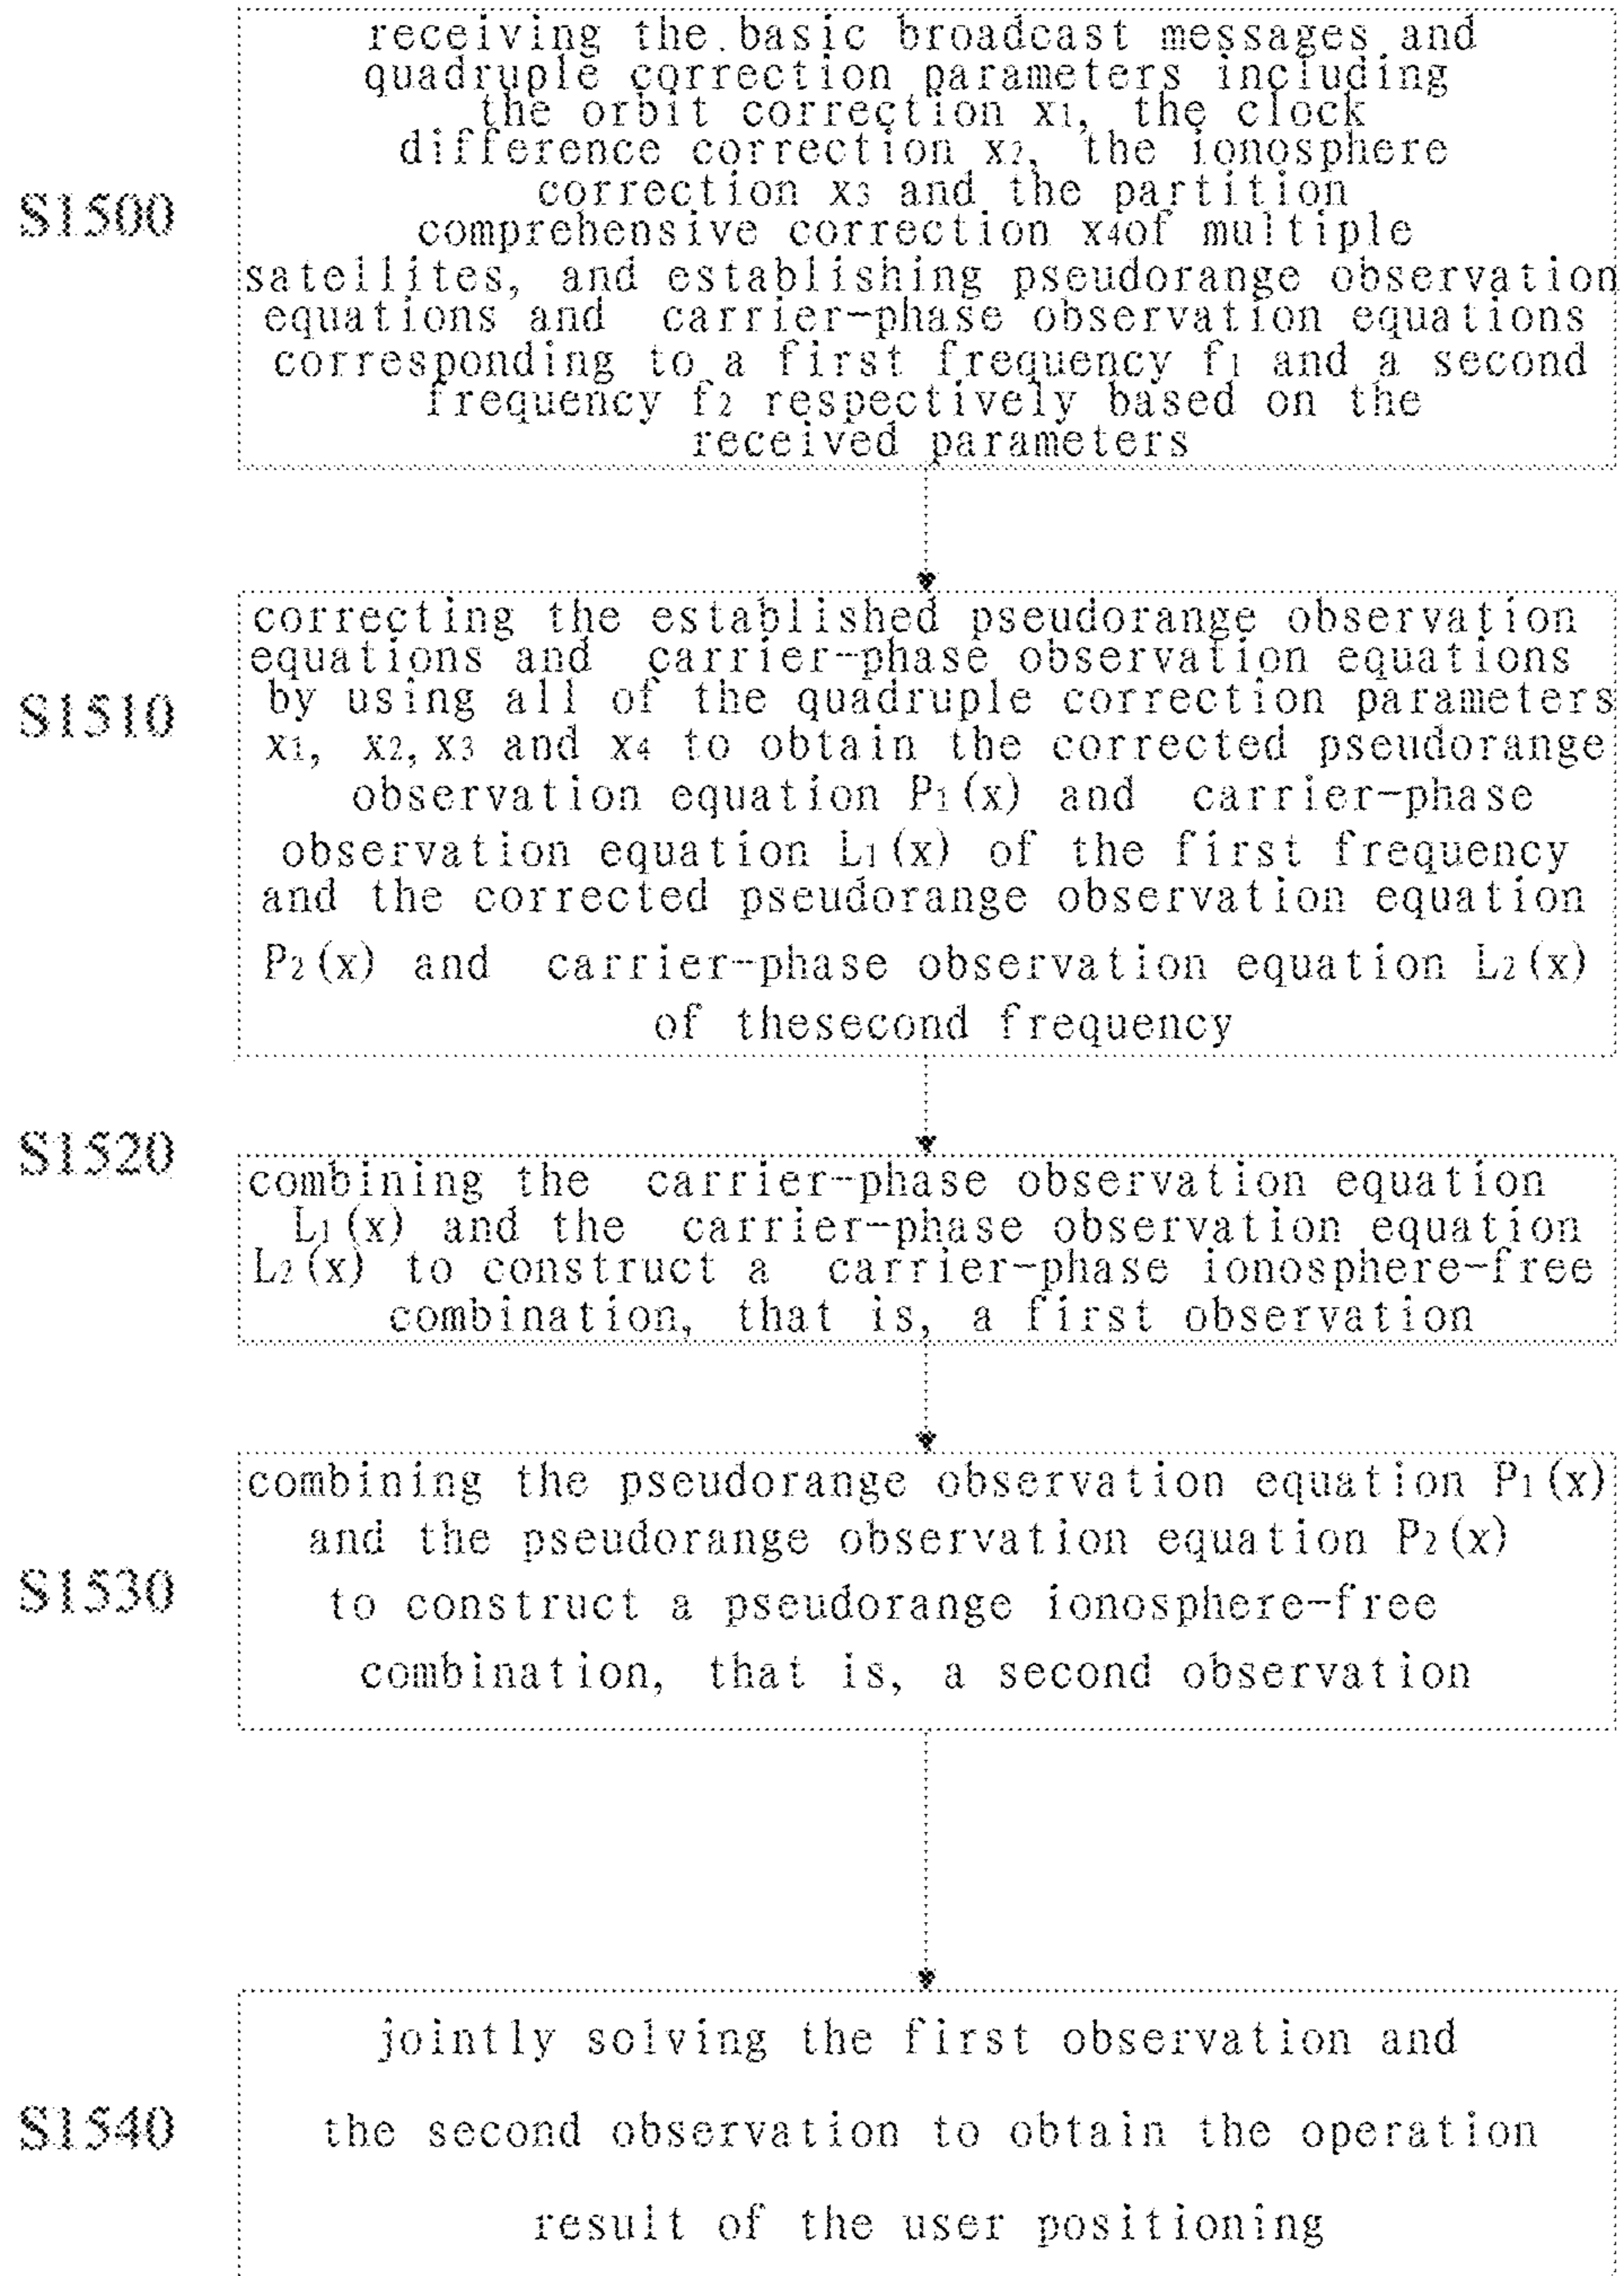 receiving the basic broadcast messages and
quadruple correction parameters including
the orbit correction x1, the clock
difference correction x2, the ionosphere
correction x3 and the partition
comprehensive correction x4of multiple
satellites, and establishing pseudorange observation
equations and carrier-phase observation equations
corresponding to a first frequency f1 and a second
frequency f2 respectively based on the
received parameters
S1500
correcting the established pseudorange observation
equations and carrier-phase observation equations
by using all of the quadruple correction parameters
x1, x2, x3 and x4 to obtain the corrected pseudorange
observation equation P1(x) and carrier-phase
observation equation L1(x) of the first frequency
and the corrected pseudorange observation equation
P2(x) and carrier-phase observation equation L2(x)
of thesecond frequency
S1510
S1520
combining the carrier-phase observation equation
L1(x) and the carrier-phase observation equation
L2(x) to construct a carrier-phase ionosphere-free
combination, that is, a first observation
combining the pseudorange observation equation P1(x)
and the pseudorange observation equation P2(x)
to construct a pseudorange ionosphere-free
combination, that is, a second observation
S1530
jointly solving the first observation and
the second observation to obtain the operation
result of the user positioning
S1540